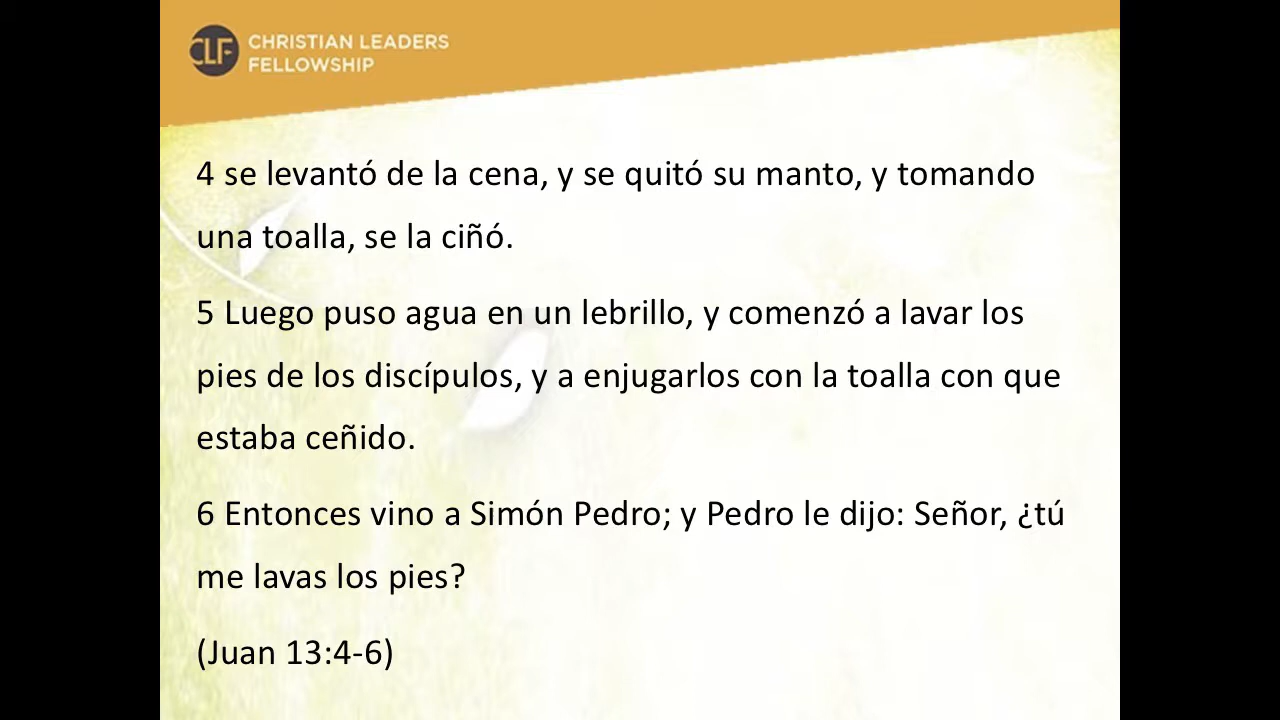 CLF CHRISTIAN LEADERS
FELLOWSHIP
4 se levantó de la cena, y se quitó su manto, y tomando
una toalla, se la ciñó.
5 Luego puso agua en un lebrillo, y comenzó a lavar los
pies de los discípulos, y a enjugarlos con la toalla con que
estaba ceñido.
6 Entonces vino a Simón Pedro; y Pedro le dijo: Señor, ¿tú
me lavas los pies?
(Juan 13:4-6)